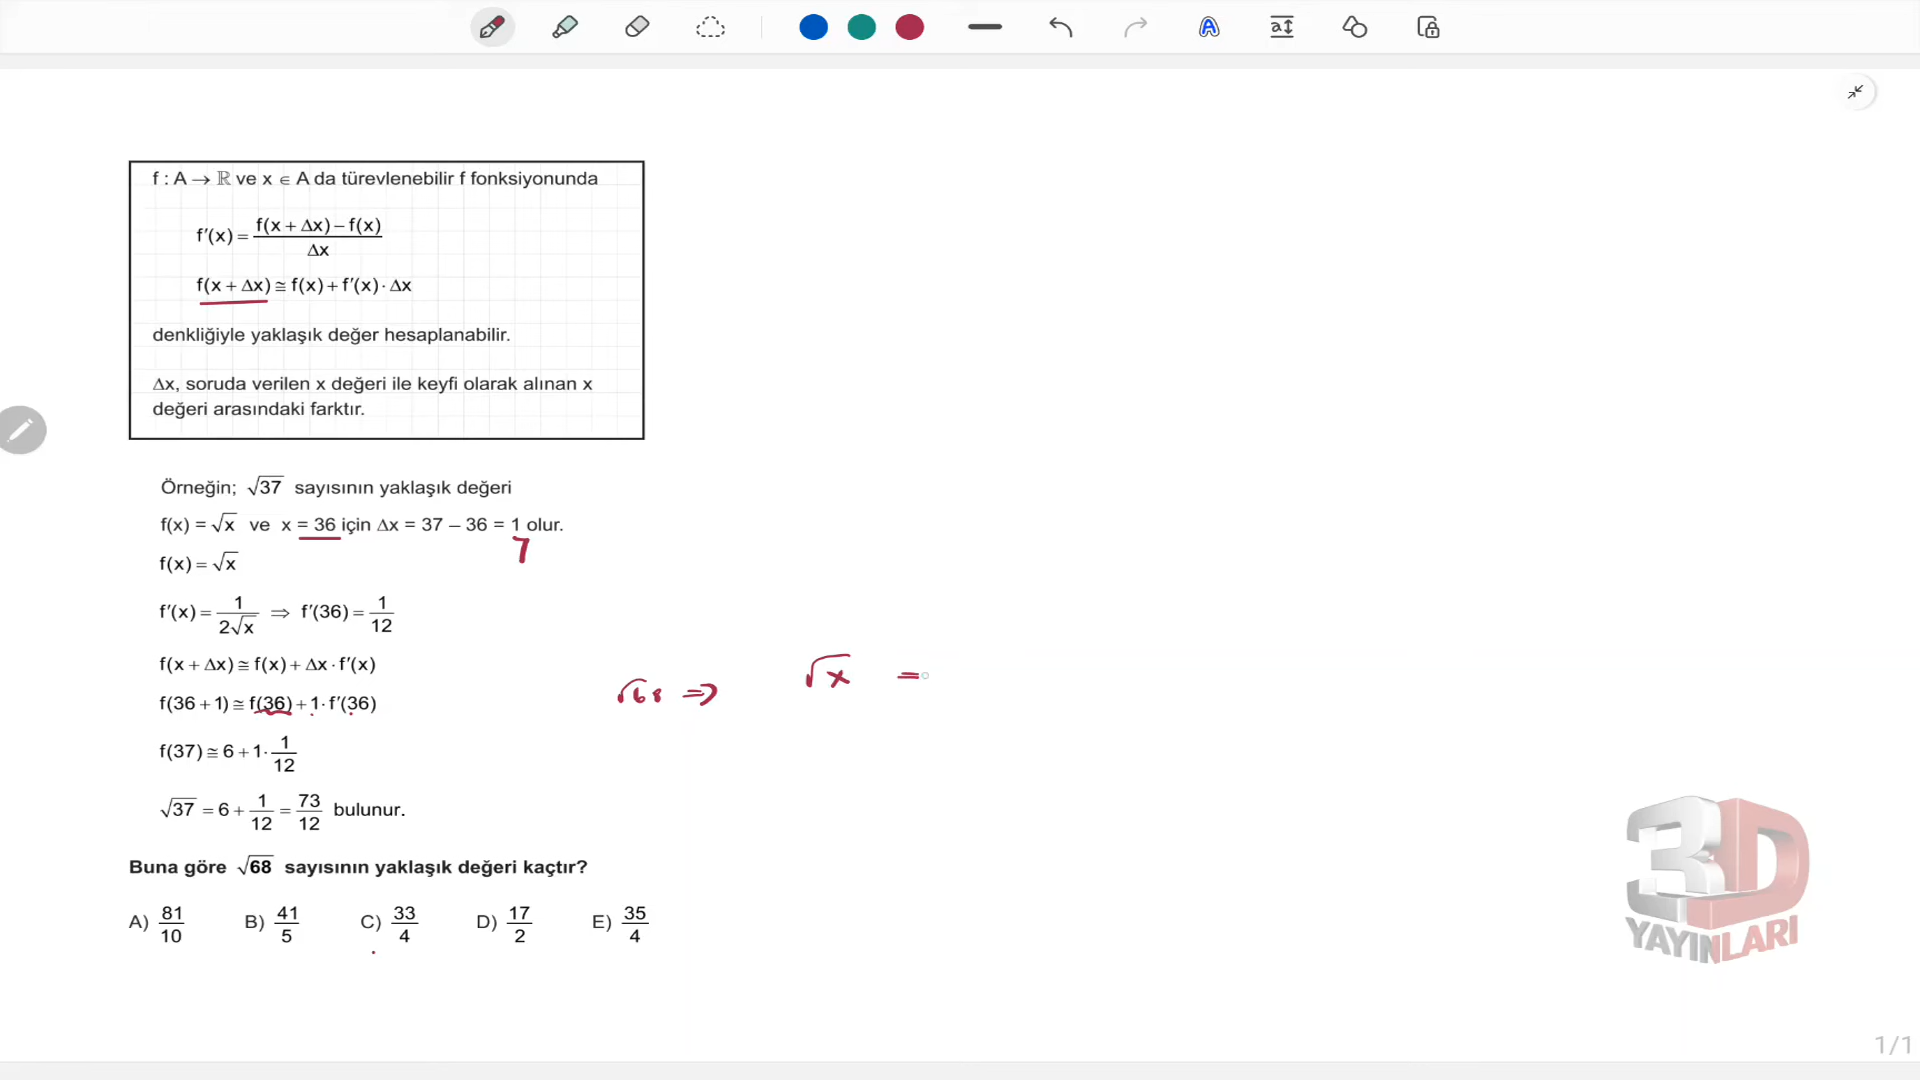 f : A → ℝ ve x ∈ A da türevlenebilir f fonksiyonunda
f′(x) = (f(x + Δx) – f(x)) / Δx
f(x + Δx) ≅ f(x) + f′(x) · Δx
denkliğiyle yaklaşık değer hesaplanabilir.
Δx, soruda verilen x değeri ile keyfi olarak alınan x
değeri arasındaki farktır.
Örneğin; √37 sayısının yaklaşık değeri
f(x) = √x ve x = 36 için Δx = 37 – 36 = 1 olur.
7
f(x) = √x
f′(x) = 1 / 2√x ⇒ f′(36) = 1/12
f(x + Δx) ≅ f(x) + Δx · f′(x)
f(36 + 1) ≅ f(36) + 1 · f′(36)
√68 ⇒ √x =
f(37) ≅ 6 + 1 · 1/12
√37 = 6 + 1/12 = 73/12 bulunur.
Buna göre √68 sayısının yaklaşık değeri kaçtır?
A) 81/10 B) 41/5 C) 33/4 D) 17/2 E) 35/4
3D
YAYINLARI
1/1